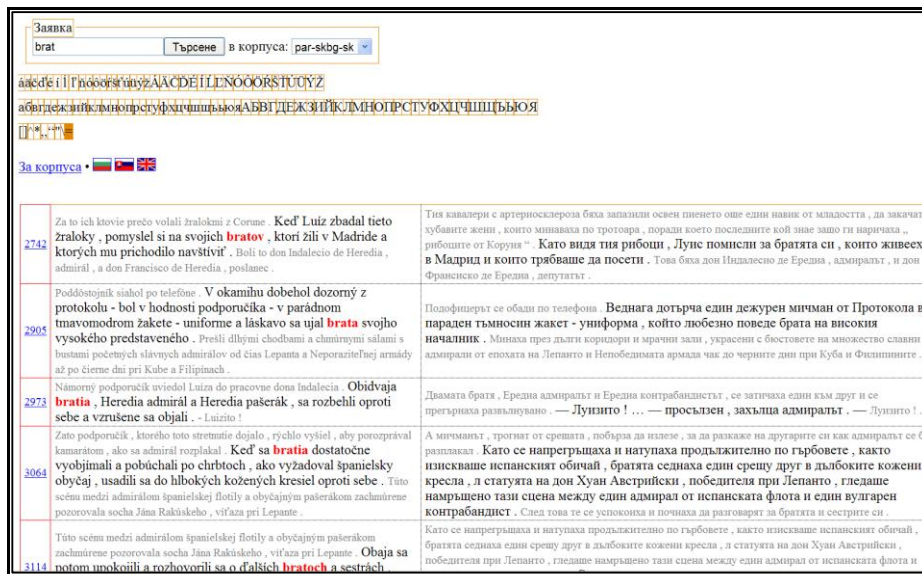 Заявка
brat Търсене в корпуса: par-skbg-sk
абвгдежзийклмнопрстуфхцчшщъьюяАБВГДЕЖЗИЙКЛМНОПРСТУФХЦЧШЩЪЬЮЯ
За корпуса •
2742
Za to ich ktovie prečo volali žralokmi z Corune . Keď Luíz zbadal tieto
žraloky , pomyslel si na svojich bratov , ktorí žili v Madride a
ktorých mu prichodilo navštíviť . Boli to don Indalecio de Heredia ,
admirál , a don Francisco de Heredia , poslanec .
Тия кавалери с артериосклероза бяха запазили освен пиенето още един навик от младостта , да закачат
хубавите жени , които минаваха по тротоара , поради което последните кой знае защо ги наричаха „
рибоците от Коруня “ . Като видя тия рибоци , Луис помисли за братята си , които живеех
в Мадрид и които трябваше да посети . Това бяха дон Индалесио де Ередиа , адмиралът , и дон
Франсиско де Ередиа , депутатът .
2905
Poddôstojník siahol po telefóne . V okamihu dobehol dozorný z
protokolu - bol v hodnosti podporučíka - v parádnom
tmavomodrom žakete - uniforme a láskavo sa ujal brata svojho
vysokého predstaveného . Prešli dlhými chodbami a chmúrnymi sálami s
bustami početných slávnych admirálov od čias Lepanta a Neporaziteľnej armády
až po čierne dni pri Kube a Filipínach .
Подофицерът се обади по телефона . Веднага дотърча един дежурен мичман от Протокола в
параден тъмносин жакет - униформа , който любезно поведе брата на високия
началник . Минаха през дълги коридори и мрачни зали , украсени с бюстовете на множество славни
адмирали от епохата на Лепанто и Непобедимата армада чак до черните дни при Куба и Филипините .
2973
Námorný podporučík uviedol Luíza do pracovne dona Indalecia . Obidvaja
bratia , Heredia admirál a Heredia pašerák , sa rozbehli oproti
sebe a vzrušene sa objali . - Luizito !
Двамата братя , Ередиа адмиралът и Ередиа контрабандистът , се затичаха един към друг и се
прегърнаха развълнувано . — Луизито ! … — просълзен , захълца адмиралът . — Луизито !
3064
Zato podporučík , ktorého toto stretnutie dojalo , rýchlo vyšiel , aby porozprával
kamarátom , ako sa admirál rozplakal . Keď sa bratia dostatočne
vyobjímali a pobúchali po chrbtoch , ako vyžadoval španielsky
obyčaj , usadili sa do hlbokých kožených kresiel oproti sebe . Túto
scénu medzi admirálom španielskej flotily a obyčajným pašerákom zachmúrene
pozorovala socha Jána Rakúskeho , víťaza pri Lepante .
А мичманът , трогнат от срещата , побърза да излезе , за да разкаже на другарите си как адмиралът се б
разплакал . Като се напрегръщаха и натупаха продължително по гърбовете , както
изискваше испанският обичай , братята седнаха един срещу друг в дълбоките кожени
кресла , л статуята на дон Хуан Австрийски , победителя при Лепанто , гледаше
намръщено тази сцена между един адмирал от испанската флота и един вулгарен
контрабандист . След това те се успокоиха и почнаха да разговарят за братята и сестрите си .
3114
Túto scénu medzi admirálom španielskej flotily a obyčajným pašerákom
zachmúrene pozorovala socha Jána Rakúskeho , víťaza pri Lepante . Obaja sa
potom upokojili a rozhovorili sa o ďalších bratoch a sestrách .
Като се напрегръщаха и натупаха продължително по гърбовете , както изискваше испанският обичай ,
братята седнаха един срещу друг в дълбоките кожени кресла , л статуята на дон Хуан Австрийски ,
победителя при Лепанто , гледаше намръщено тази сцена между един адмирал от испанската флота и